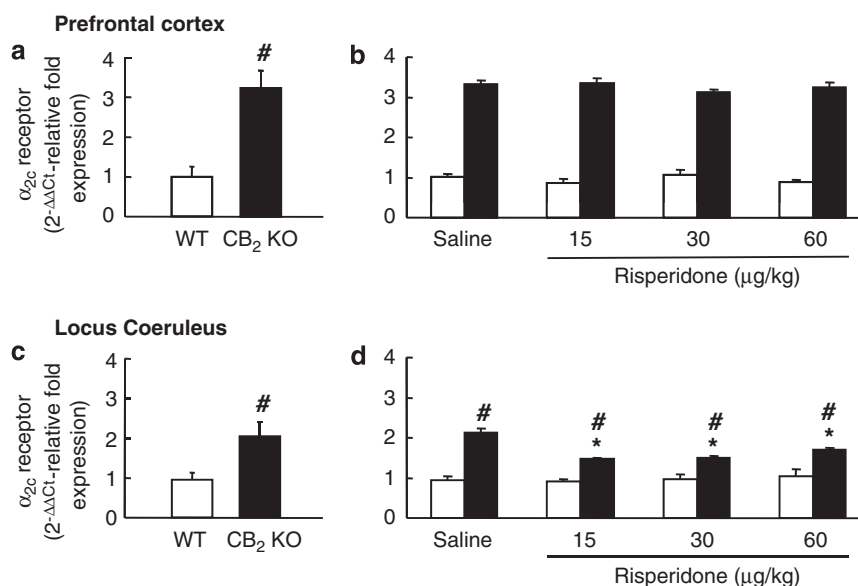 Prefrontal cortex
a
α2c receptor
(2-ΔΔCt-relative fold
expression)
4
3
2
1
0
#
WT CB2 KO
b
4
3
2
1
0
Saline 15 30 60
Risperidone (μg/kg)
Locus Coeruleus
c
α2c receptor
(2-ΔΔCt-relative fold
expression)
4
3
2
1
0
#
WT CB2 KO
d
4
3
2
1
0
# # # #
* * *
Saline 15 30 60
Risperidone (μg/kg)